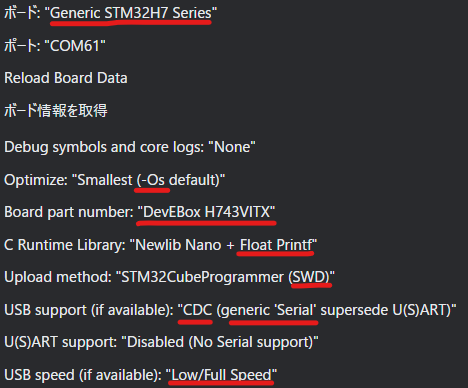 ボード: "Generic STM32H7 Series"
ポート: "COM61"
Reload Board Data
ボード情報を取得
Debug symbols and core logs: "None"
Optimize: "Smallest (-Os default)"
Board part number: "DevEBox H743VITX"
C Runtime Library: "Newlib Nano + Float Printf"
Upload method: "STM32CubeProgrammer (SWD)"
USB support (if available): "CDC (generic 'Serial' supersede U(S)ART)"
U(S)ART support: "Disabled (No Serial support)"
USB speed (if available): "Low/Full Speed"